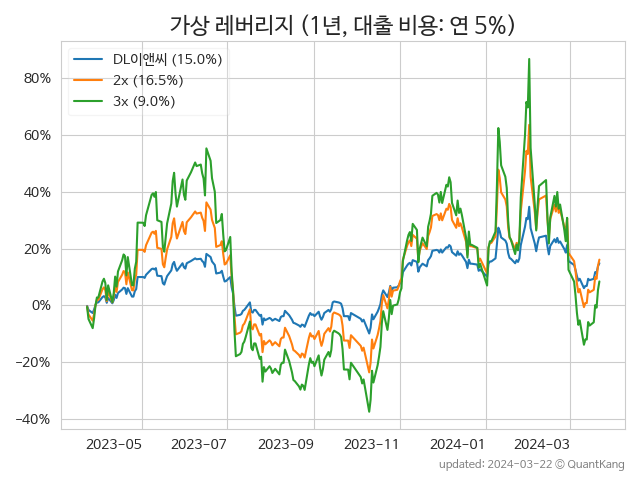 가상 레버리지 (1년, 대출 비용: 연 5%)
DL이앤씨 (15.0%)
2x (16.5%)
3x (9.0%)
80%
60%
40%
20%
0%
−20%
−40%
2023-05 2023-07 2023-09 2023-11 2024-01 2024-03
updated: 2024-03-22 © QuantKang